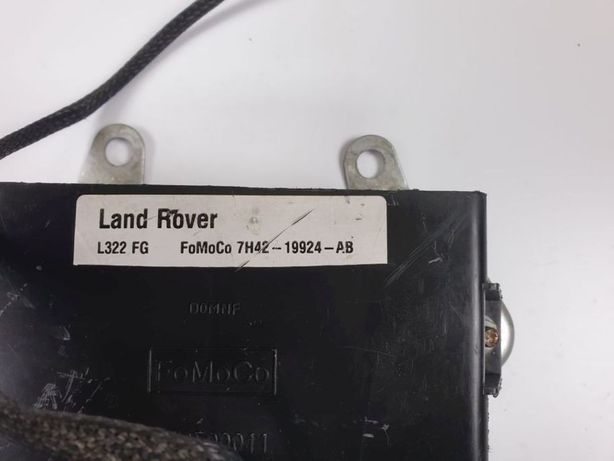 Land Rover
L322 FG FoMoCo 7H42-19924-AB
FoMoCo